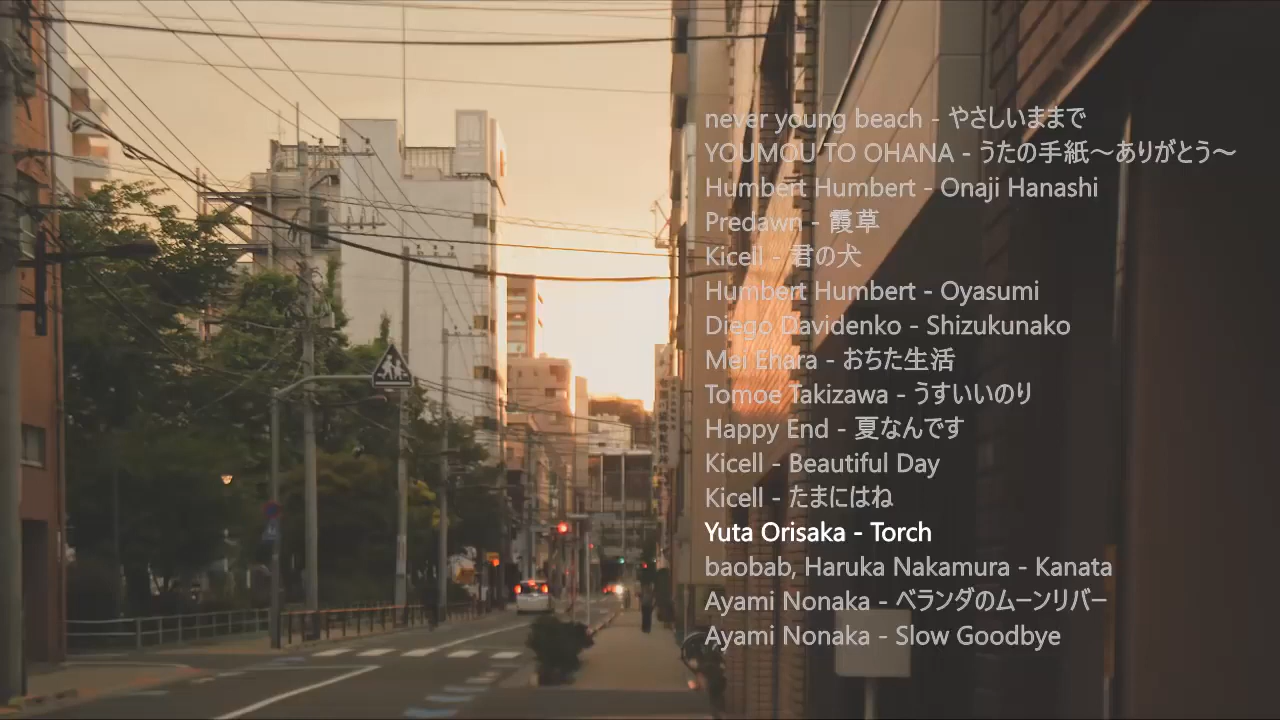 never young beach - やさしいままで
YOUMOU TO OHANA - うたの手紙～ありがとう～
Humbert Humbert - Onaji Hanashi
Predawn - 霞草
Kicell - 君の犬
Humbert Humbert - Oyasumi
Diego Davidenko - Shizukunako
Mei Ehara - おちた生活
Tomoe Takizawa - うすいいのり
Happy End - 夏なんです
Kicell - Beautiful Day
Kicell - たまにはね
Yuta Orisaka - Torch
baobab, Haruka Nakamura - Kanata
Ayami Nonaka - ベランダのムーンリバー
Ayami Nonaka - Slow Goodbye